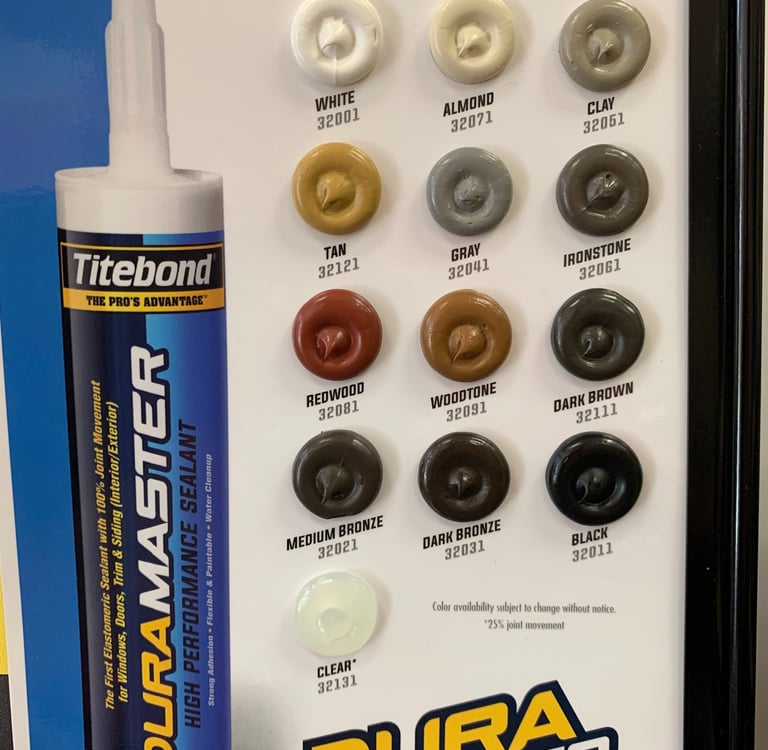 Titebond®
THE PRO'S ADVANTAGE™
The First Elastomeric Sealant with 100% Joint Movement
for Windows, Doors, Trim & Siding (Interior/Exterior)
DURAMASTER
HIGH PERFORMANCE SEALANT
Strong Adhesion • Flexible & Paintable • Water Cleanup
WHITE
32001
ALMOND
32071
CLAY
32051
TAN
32121
GRAY
32041
IRONSTONE
32061
REDWOOD
32081
WOODTONE
32091
DARK BROWN
32111
MEDIUM BRONZE
32021
DARK BRONZE
32031
BLACK
32011
CLEAR*
32131
Color availability subject to change without notice.
*25% joint movement
DURA